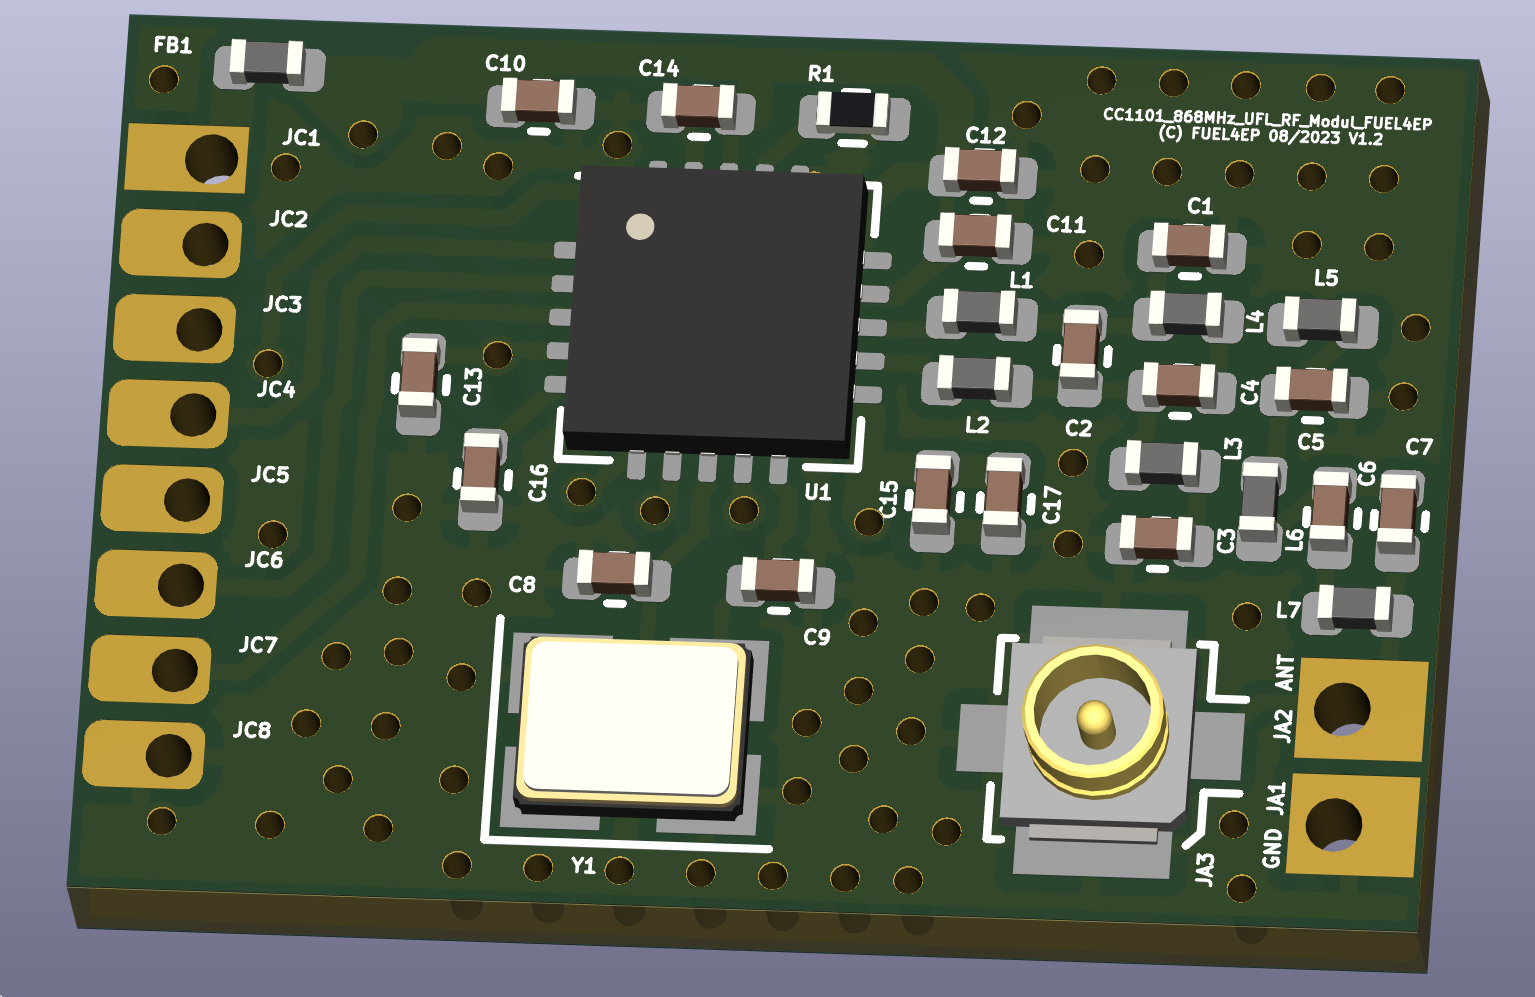 FB1
C10
C14
R1
CC1101_868MHz_UFL_RF_Modul_FUEL4EP
(C) FUEL4EP 08/2023 V1.2
JC1
C12
JC2
C11
C1
JC3
L1
L5
L4
JC4
C13
C4
L2
C2
C5
C7
L3
C6
JC5
C16
U1
C15
C17
C3
L6
JC6
C8
L7
JC7
C9
ANT
JA2
JC8
JA1
GND
Y1
JA3